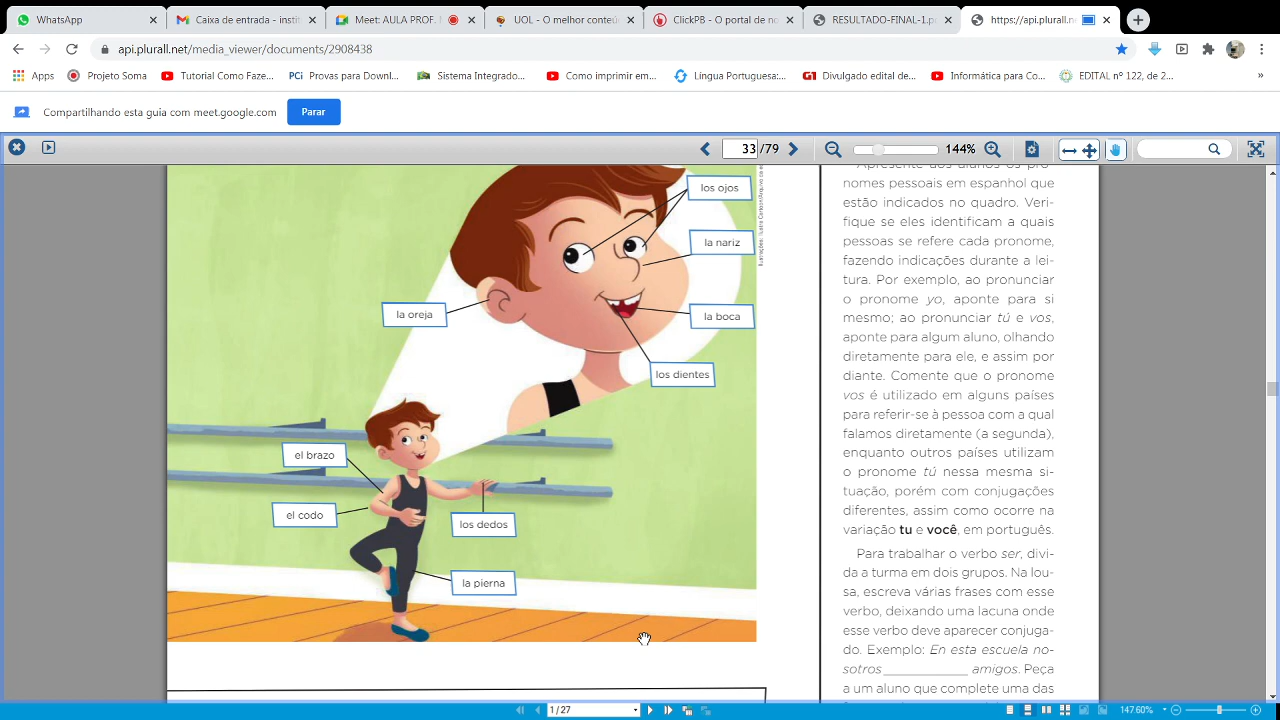 WhatsApp
Caixa de entrada - instit
Meet: AULA PROF. M
UOL - O melhor conteú
ClickPB - O portal de no
RESULTADO-FINAL-1.p
https://api.plurall.ne
api.plurall.net/media_viewer/documents/2908438
Apps
Projeto Soma
Tutorial Como Faze...
PCi Provas para Downl...
Sistema Integrado...
Como imprimir em...
Língua Portuguesa:...
G1 Divulgado edital de...
Informática para Co...
EDITAL nº 122, de 2...
»
Compartilhando esta guia com meet.google.com
Parar
33 /79
144%
los ojos
la nariz
la oreja
la boca
los dientes
el brazo
el codo
los dedos
la pierna
Apresente aos alunos os pro-
nomes pessoais em espanhol que
estão indicados no quadro. Veri-
fique se eles identificam a quais
pessoas se refere cada pronome,
fazendo indicações durante a lei-
tura. Por exemplo, ao pronunciar
o pronome yo, aponte para si
mesmo; ao pronunciar tú e vos,
aponte para algum aluno, olhando
diretamente para ele, e assim por
diante. Comente que o pronome
vos é utilizado em alguns países
para referir-se à pessoa com a qual
falamos diretamente (a segunda),
enquanto outros países utilizam
o pronome tú nessa mesma si-
tuação, porém com conjugações
diferentes, assim como ocorre na
variação tu e você, em português.
Para trabalhar o verbo ser, divi-
da a turma em dois grupos. Na lou-
sa, escreva várias frases com esse
verbo, deixando uma lacuna onde
esse verbo deve aparecer conjuga-
do. Exemplo: En esta escuela no-
sotros ____________ amigos. Peça
a um aluno que complete uma das
1 / 27
147.60%